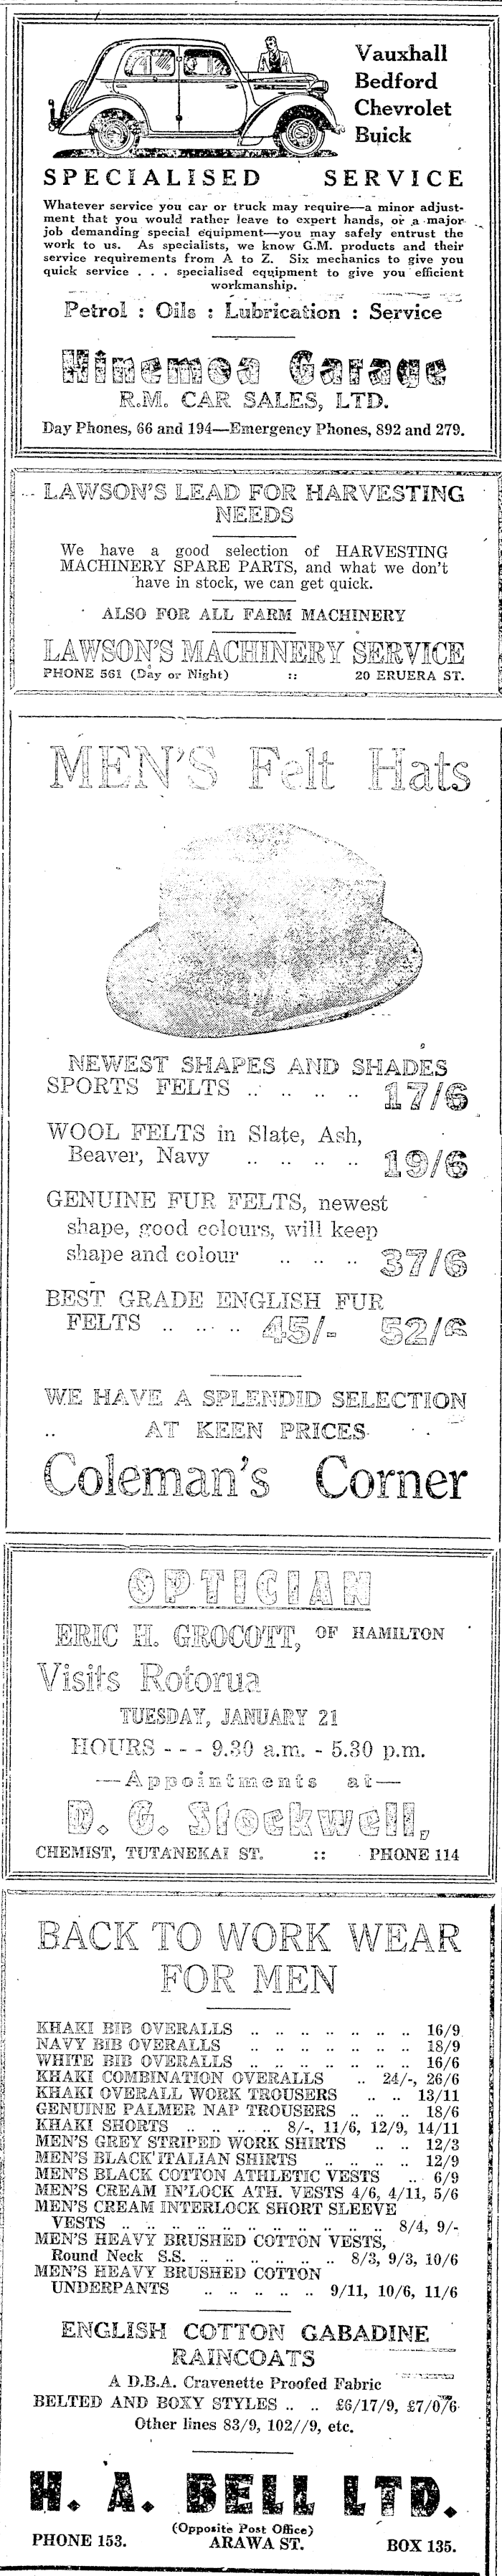 Vauxhall
Bedford
Chevrolet
Buick
SPECIALISED SERVICE
Whatever service you car or truck may require—a minor adjust-
ment that you would rather leave to expert hands, or a major
job demanding special equipment—you may safely entrust the
work to us. As specialists, we know G.M. products and their
service requirements from A to Z. Six mechanics to give you
quick service . . . specialised equipment to give you efficient
workmanship.
Petrol : Oils : Lubrication : Service
Hinemoa Garage
R.M. CAR SALES, LTD.
Day Phones, 66 and 194—Emergency Phones, 892 and 279.
LAWSON'S LEAD FOR HARVESTING
NEEDS
We have a good selection of HARVESTING
MACHINERY SPARE PARTS, and what we don't
have in stock, we can get quick.
ALSO FOR ALL FARM MACHINERY
LAWSON'S MACHINERY SERVICE
PHONE 561 (Day or Night) :: 20 ERUERA ST.
MEN'S Felt Hats
NEWEST SHAPES AND SHADES
SPORTS FELTS .. .. .. .. 17/6
WOOL FELTS in Slate, Ash,
Beaver, Navy .. .. .. .. 19/6
GENUINE FUR FELTS, newest
shape, good colours, will keep
shape and colour .. .. .. 37/6
BEST GRADE ENGLISH FUR
FELTS .. .. .. 45/- 52/6
WE HAVE A SPLENDID SELECTION
AT KEEN PRICES
Coleman's Corner
OPTICIAN
ERIC H. GROCOTT, OF HAMILTON
Visits Rotorua
TUESDAY, JANUARY 21
HOURS - - - 9.30 a.m. - 5.30 p.m.
—Appointments at—
D. G. Stockwell,
CHEMIST, TUTANEKAI ST. :: PHONE 114
BACK TO WORK WEAR
FOR MEN
KHAKI BIB OVERALLS .. .. .. .. .. .. .. 16/9
NAVY BIB OVERALLS .. .. .. .. .. .. .. 18/9
WHITE BIB OVERALLS .. .. .. .. .. .. .. 16/6
KHAKI COMBINATION OVERALLS .. 24/-, 26/6
KHAKI OVERALL WORK TROUSERS .. .. 13/11
GENUINE PALMER NAP TROUSERS .. .. .. 18/6
KHAKI SHORTS .. .. .. .. 8/-, 11/6, 12/9, 14/11
MEN'S GREY STRIPED WORK SHIRTS .. .. 12/3
MEN'S BLACK ITALIAN SHIRTS .. .. .. .. 12/9
MEN'S BLACK COTTON ATHLETIC VESTS .. 6/9
MEN'S CREAM IN'LOCK ATH. VESTS 4/6, 4/11, 5/6
MEN'S CREAM INTERLOCK SHORT SLEEVE
VESTS .. .. .. .. .. .. .. .. .. .. .. 8/4, 9/-
MEN'S HEAVY BRUSHED COTTON VESTS,
Round Neck S.S. .. .. .. .. .. .. 8/3, 9/3, 10/6
MEN'S HEAVY BRUSHED COTTON
UNDERPANTS .. .. .. .. .. 9/11, 10/6, 11/6
ENGLISH COTTON GABADINE
RAINCOATS
A D.B.A. Cravenette Proofed Fabric
BELTED AND BOXY STYLES .. .. £6/17/9, £7/0/6
Other lines 83/9, 102//9, etc.
H. A. BELL LTD.
(Opposite Post Office)
PHONE 153. ARAWA ST. BOX 135.